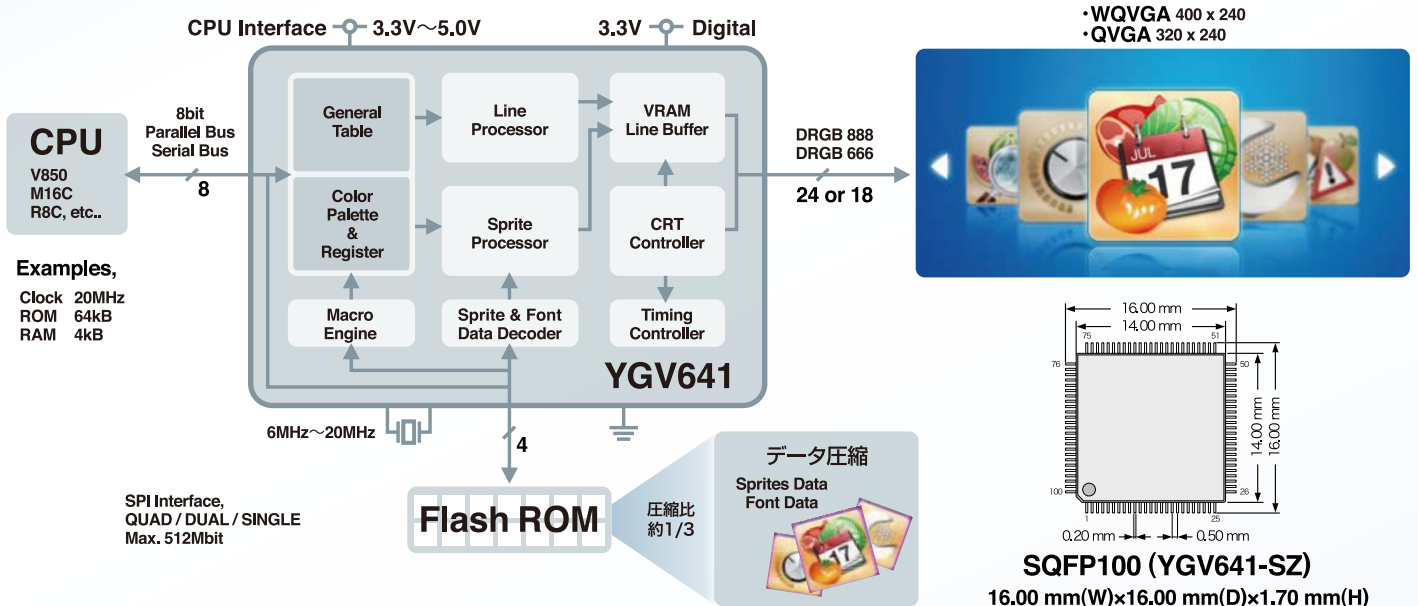 CPU Interface 3.3V～5.0V
3.3V Digital
・WQVGA 400 x 240
・QVGA 320 x 240
CPU
V850
M16C
R8C, etc..
8bit
Parallel Bus
Serial Bus
8
General
Table
Line
Processor
VRAM
Line Buffer
Color
Palette
&
Register
Sprite
Processor
CRT
Controller
Macro
Engine
Sprite & Font
Data Decoder
Timing
Controller
YGV641
DRGB 888
DRGB 666
24 or 18
JUL
17
Examples,
Clock 20MHz
ROM 64kB
RAM 4kB
6MHz～20MHz
4
SPI Interface,
QUAD / DUAL / SINGLE
Max. 512Mbit
Flash ROM
圧縮比
約1/3
データ圧縮
Sprites Data
Font Data
JUL
17
16.00 mm
14.00 mm
75
51
76
50
14.00 mm
16.00 mm
100
26
1
25
0.20 mm
0.50 mm
SQFP100 (YGV641-SZ)
16.00 mm(W)×16.00 mm(D)×1.70 mm(H)